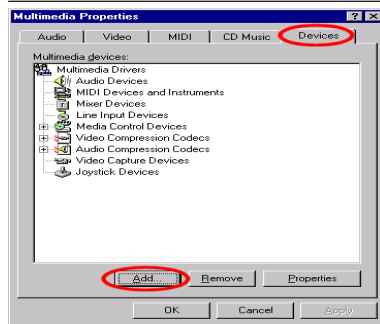 Multimedia Properties
Audio Video MIDI CD Music Devices
Multimedia devices:
Multimedia Drivers
Audio Devices
MIDI Devices and Instruments
Mixer Devices
Line Input Devices
Media Control Devices
Video Compression Codecs
Audio Compression Codecs
Video Capture Devices
Joystick Devices
Add... Remove Properties
OK Cancel Apply